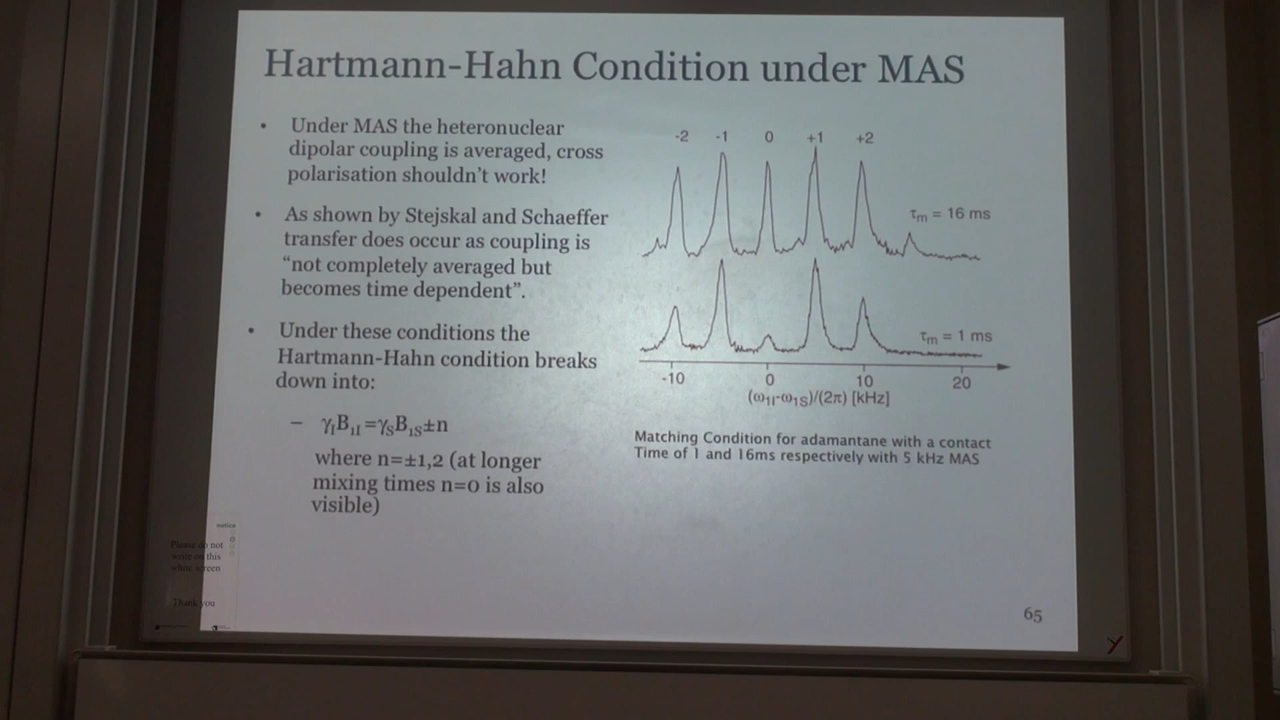 Hartmann-Hahn Condition under MAS
• Under MAS the heteronuclear
dipolar coupling is averaged, cross
polarisation shouldn't work!
• As shown by Stejskal and Schaeffer
transfer does occur as coupling is
“not completely averaged but
becomes time dependent”.
• Under these conditions the
Hartmann-Hahn condition breaks
down into:
– γIB1I=γSB1S±n
where n=±1,2 (at longer
mixing times n=0 is also
visible)
-2 -1 0 +1 +2
τm = 16 ms
τm = 1 ms
-10 0 10 20
(ω1I-ω1S)/(2π) [kHz]
Matching Condition for adamantane with a contact
Time of 1 and 16ms respectively with 5 kHz MAS
65
notice
Please do not
write on this
white screen
Thank you